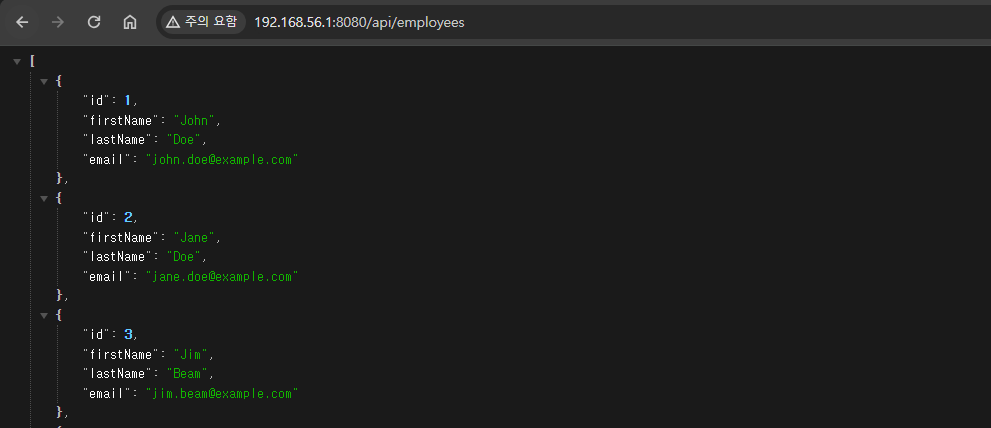 주의 요함 192.168.56.1:8080/api/employees
[
{
"id": 1,
"firstName": "John",
"lastName": "Doe",
"email": "john.doe@example.com"
},
{
"id": 2,
"firstName": "Jane",
"lastName": "Doe",
"email": "jane.doe@example.com"
},
{
"id": 3,
"firstName": "Jim",
"lastName": "Beam",
"email": "jim.beam@example.com"
},
{